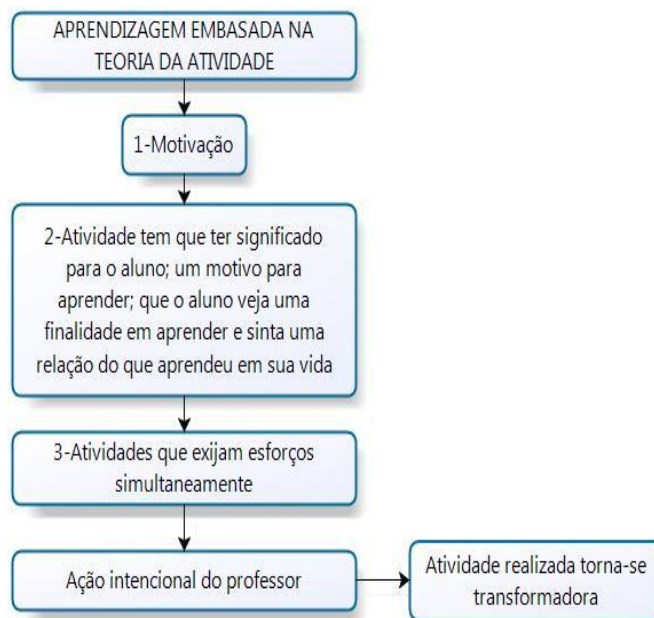 APRENDIZAGEM EMBASADA NA
TEORIA DA ATIVIDADE
1-Motivação
2-Atividade tem que ter significado
para o aluno; um motivo para
aprender; que o aluno veja uma
finalidade em aprender e sinta uma
relação do que aprendeu em sua vida
3-Atividades que exijam esforços
simultaneamente
Ação intencional do professor
Atividade realizada torna-se
transformadora